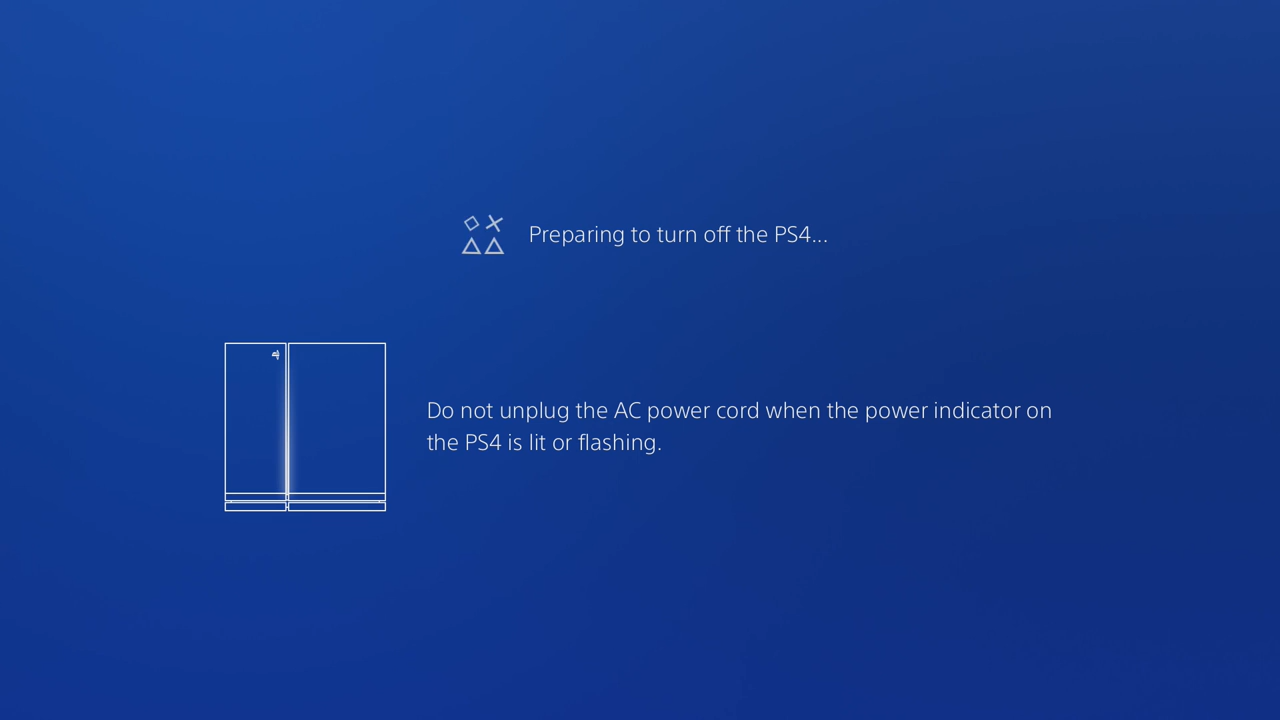 Preparing to turn off the PS4...
Do not unplug the AC power cord when the power indicator on
the PS4 is lit or flashing.